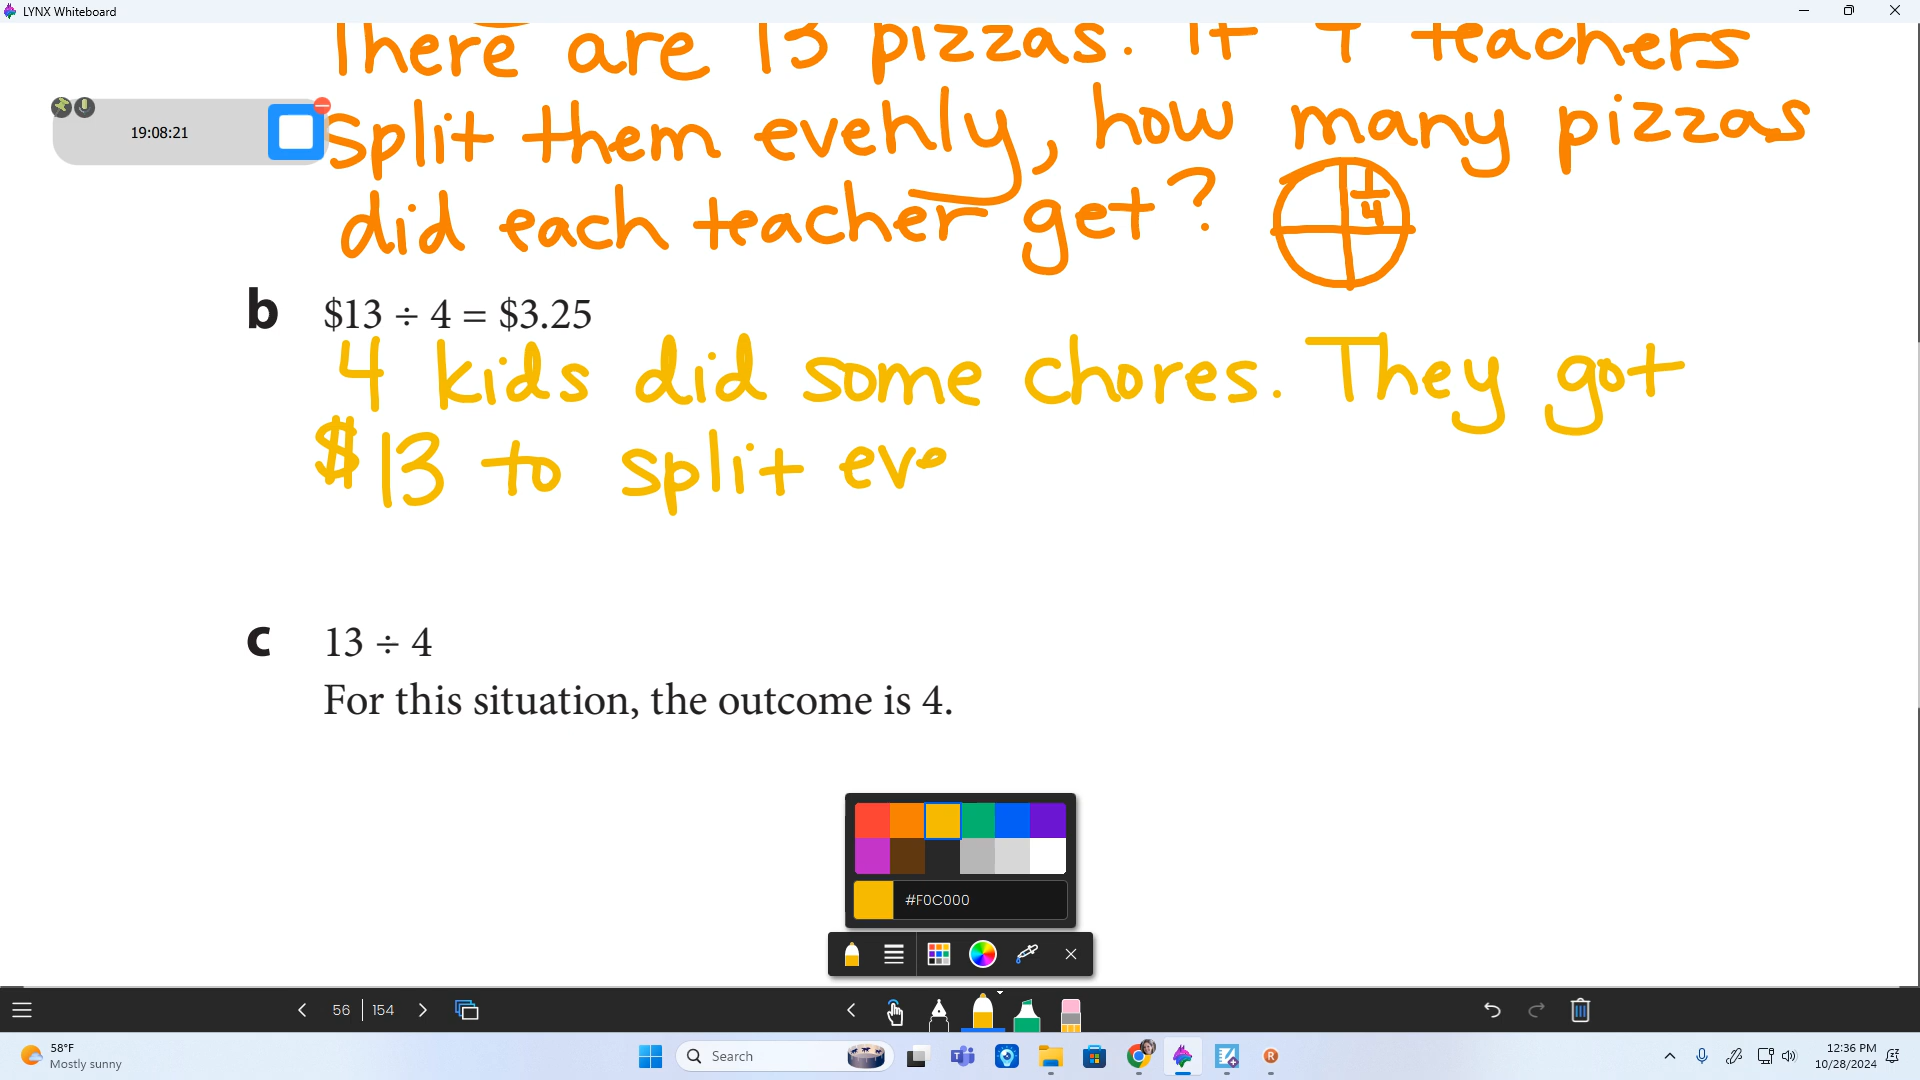 LYNX Whiteboard
There are 13 pizzas. If 4 teachers
19:08:21
split them evenly, how many pizzas
did each teacher get? 1/4
b $13 ÷ 4 = $3.25
4 kids did some chores. They got
$13 to split eve
c 13 ÷ 4
For this situation, the outcome is 4.
#F0C000
56 | 154
58°F
Mostly sunny
Search
12:36 PM
10/28/2024